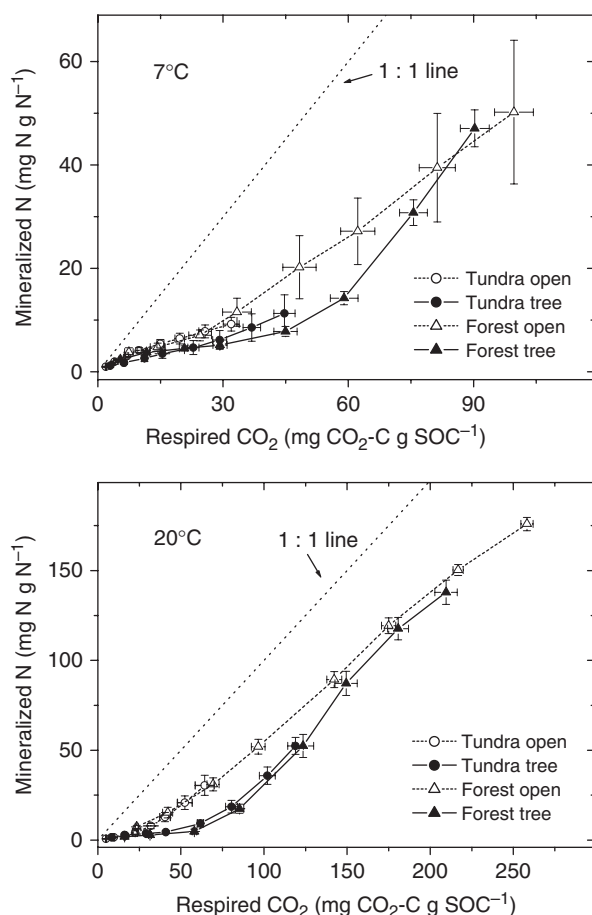 60
40
20
0
7°C
1 : 1 line
Tundra open
Tundra tree
Forest open
Forest tree
Mineralized N (mg N g N⁻¹)
0 30 60 90
Respired CO₂ (mg CO₂-C g SOC⁻¹)
150
100
50
0
20°C
1 : 1 line
Tundra open
Tundra tree
Forest open
Forest tree
Mineralized N (mg N g N⁻¹)
0 50 100 150 200 250
Respired CO₂ (mg CO₂-C g SOC⁻¹)